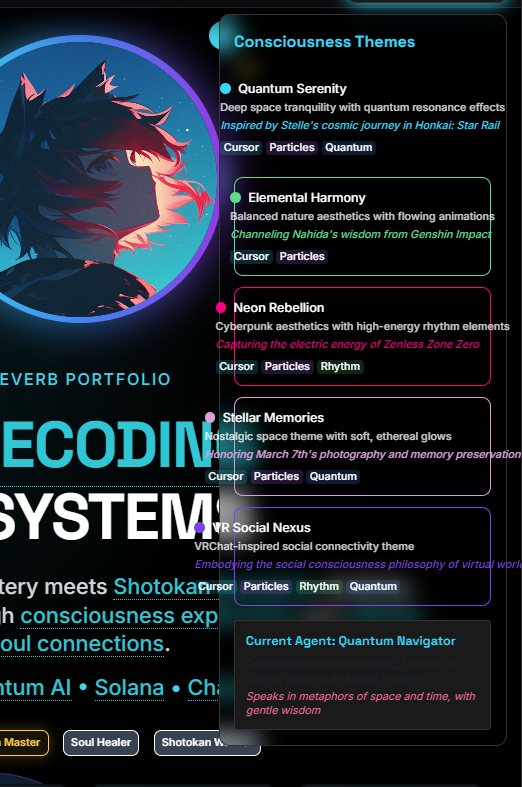 Consciousness Themes
Quantum Serenity
Deep space tranquility with quantum resonance effects
Inspired by Stelle's cosmic journey in Honkai: Star Rail
Cursor Particles Quantum
Elemental Harmony
Balanced nature aesthetics with flowing animations
Channeling Nahida's wisdom from Genshin Impact
Cursor Particles
Neon Rebellion
Cyberpunk aesthetics with high-energy rhythm elements
Capturing the electric energy of Zenless Zone Zero
Cursor Particles Rhythm
Stellar Memories
Nostalgic space theme with soft, ethereal glows
Honoring March 7th's photography and memory preservation
Cursor Particles Quantum
VR Social Nexus
VRChat-inspired social connectivity theme
Embodying the social consciousness philosophy of virtual worl
Cursor Particles Rhythm Quantum
Current Agent: Quantum Navigator
Speaks in metaphors of space and time, with
gentle wisdom
EVERB PORTFOLIO
ECODIN
SYSTEMS
tery meets Shotokan
gh consciousness exp
oul connections.
ntum AI • Solana • Cha
Master Soul Healer Shotokan W